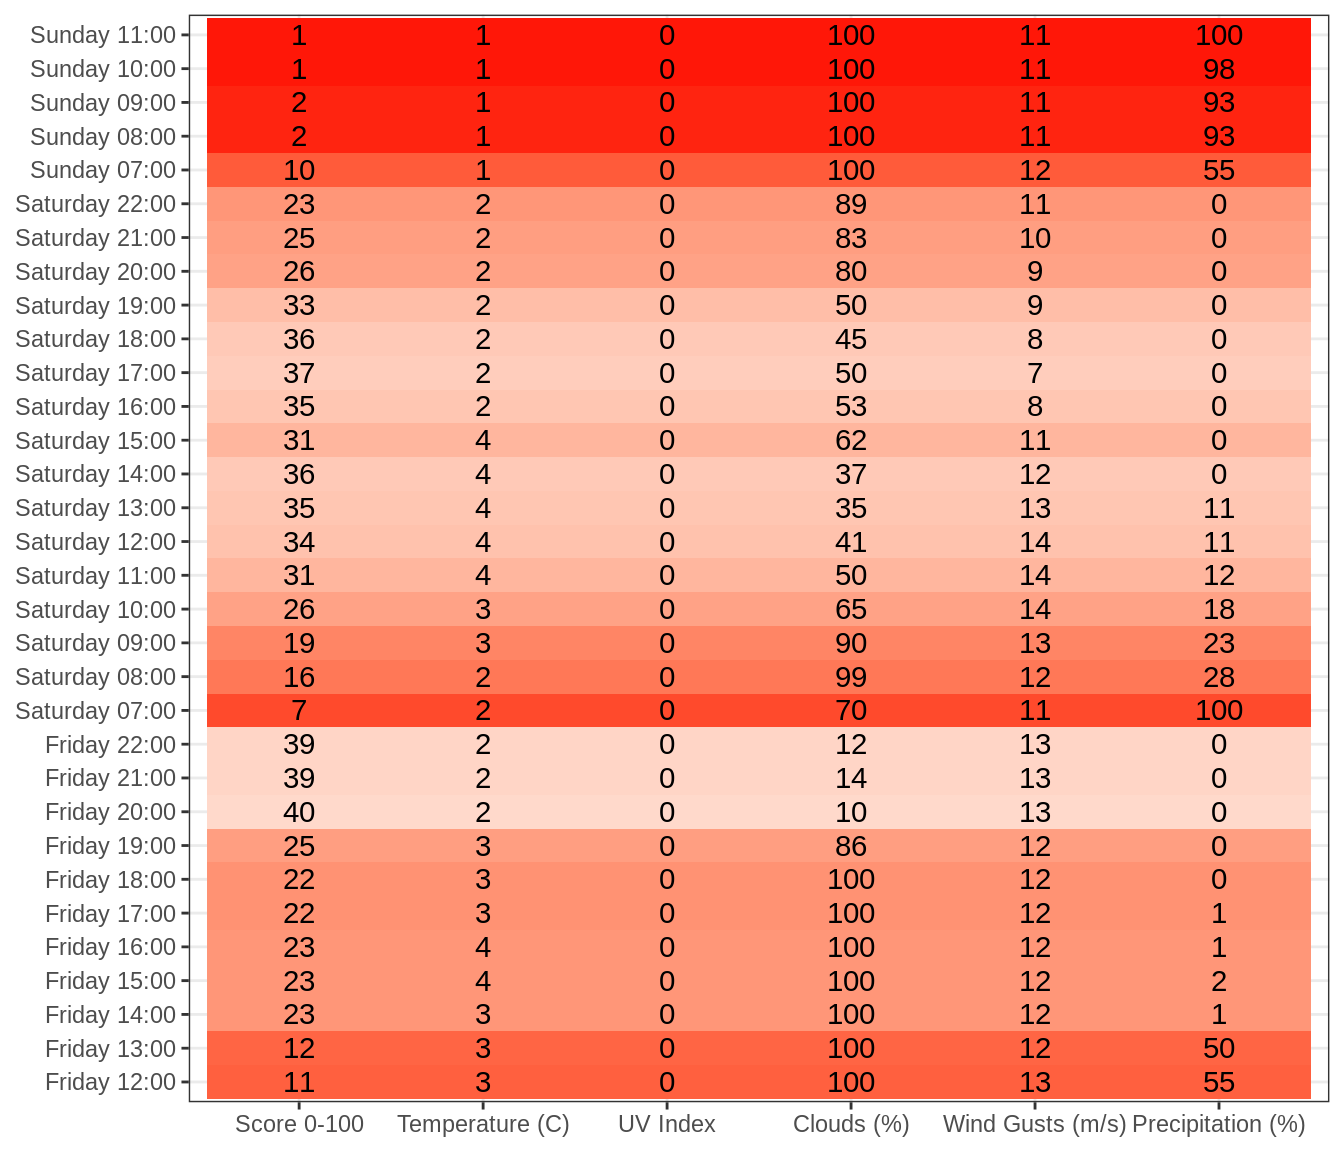 Sunday 11:00 1 1 0 100 11 100
Sunday 10:00 1 1 0 100 11 98
Sunday 09:00 2 1 0 100 11 93
Sunday 08:00 2 1 0 100 11 93
Sunday 07:00 10 1 0 100 12 55
Saturday 22:00 23 2 0 89 11 0
Saturday 21:00 25 2 0 83 10 0
Saturday 20:00 26 2 0 80 9 0
Saturday 19:00 33 2 0 50 9 0
Saturday 18:00 36 2 0 45 8 0
Saturday 17:00 37 2 0 50 7 0
Saturday 16:00 35 2 0 53 8 0
Saturday 15:00 31 4 0 62 11 0
Saturday 14:00 36 4 0 37 12 0
Saturday 13:00 35 4 0 35 13 11
Saturday 12:00 34 4 0 41 14 11
Saturday 11:00 31 4 0 50 14 12
Saturday 10:00 26 3 0 65 14 18
Saturday 09:00 19 3 0 90 13 23
Saturday 08:00 16 2 0 99 12 28
Saturday 07:00 7 2 0 70 11 100
Friday 22:00 39 2 0 12 13 0
Friday 21:00 39 2 0 14 13 0
Friday 20:00 40 2 0 10 13 0
Friday 19:00 25 3 0 86 12 0
Friday 18:00 22 3 0 100 12 0
Friday 17:00 22 3 0 100 12 1
Friday 16:00 23 4 0 100 12 1
Friday 15:00 23 4 0 100 12 2
Friday 14:00 23 3 0 100 12 1
Friday 13:00 12 3 0 100 12 50
Friday 12:00 11 3 0 100 13 55
Score 0-100 Temperature (C) UV Index Clouds (%) Wind Gusts (m/s) Precipitation (%)